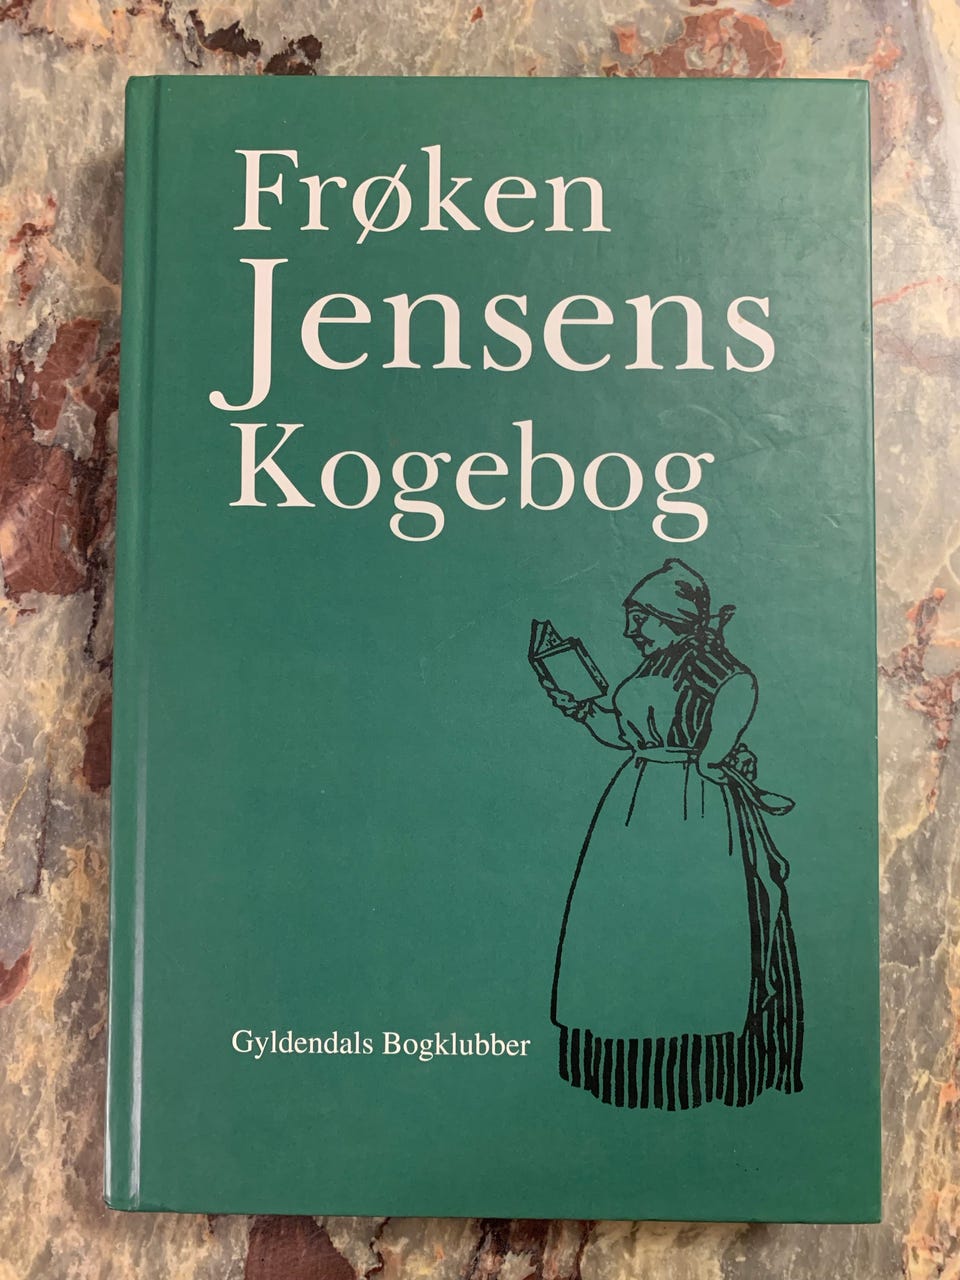 Frøken
Jensens
Kogebog
Gyldendals Bogklubber